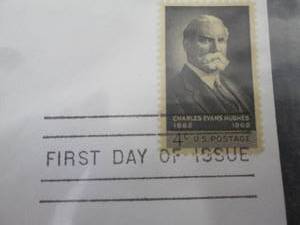 CHARLES EVANS HUGHES
1862 1962
4¢ U.S. POSTAGE
FIRST DAY OF ISSUE